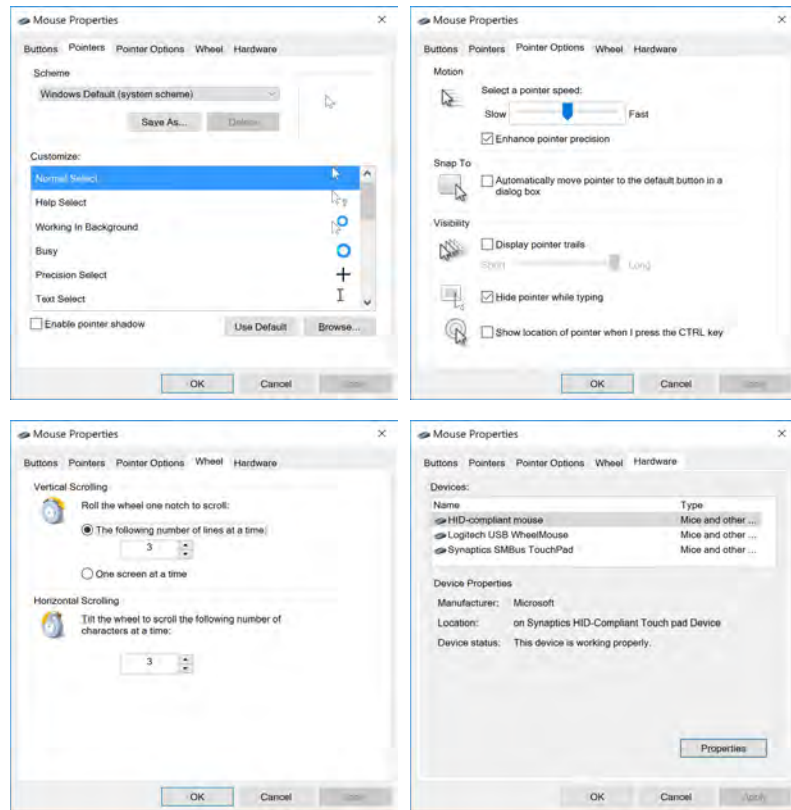 Mouse Properties
Buttons Pointers Pointer Options Wheel Hardware
Scheme
Windows Default (system scheme)
Save As... Delete
Customize:
Normal Select
Help Select
Working In Background
Busy
Precision Select
Text Select
Enable pointer shadow Use Default Browse...
OK Cancel
Mouse Properties
Buttons Pointers Pointer Options Wheel Hardware
Motion
Select a pointer speed:
Slow Fast
Enhance pointer precision
Snap To
Automatically move pointer to the default button in a
dialog box
Visibility
Display pointer trails
Short Long
Hide pointer while typing
Show location of pointer when I press the CTRL key
OK Cancel
Mouse Properties
Buttons Pointers Pointer Options Wheel Hardware
Vertical Scrolling
Roll the wheel one notch to scroll:
The following number of lines at a time:
3
One screen at a time
Horizontal Scrolling
Tilt the wheel to scroll the following number of
characters at a time:
3
OK Cancel
Mouse Properties
Buttons Pointers Pointer Options Wheel Hardware
Devices:
Name Type
HID-compliant mouse Mice and other ...
Logitech USB WheelMouse Mice and other ...
Synaptics SMBus TouchPad Mice and other ...
Device Properties
Manufacturer: Microsoft
Location: on Synaptics HID-Compliant Touch pad Device
Device status: This device is working properly.
Properties
OK Cancel Apply